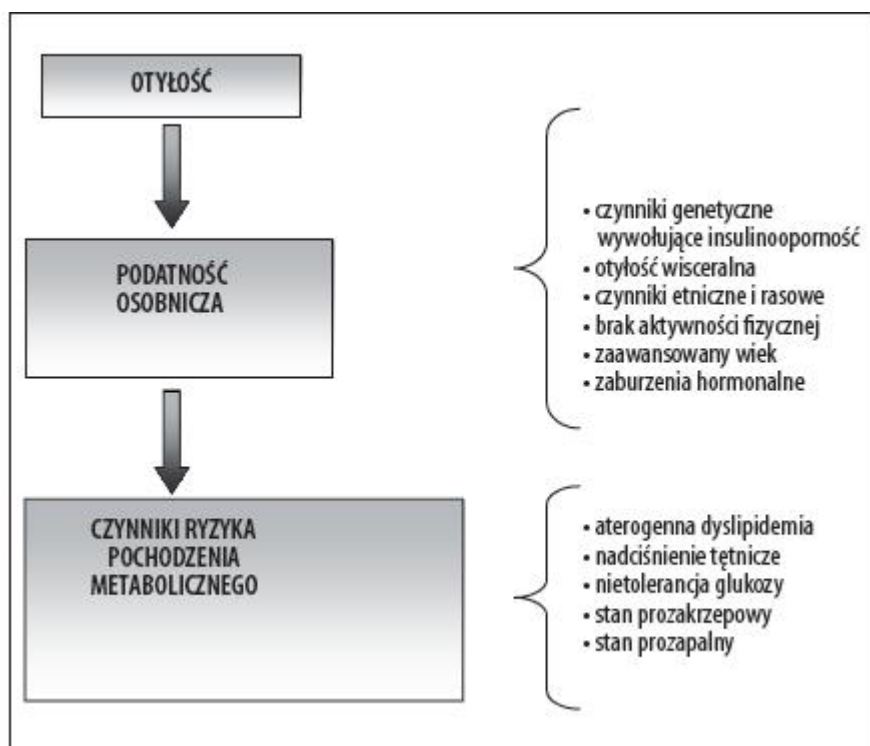 OTYŁOŚĆ
PODATNOŚĆ
OSOBNICZA
• czynniki genetyczne
wywołujące insulinooporność
• otyłość wisceralna
• czynniki etniczne i rasowe
• brak aktywności fizycznej
• zaawansowany wiek
• zaburzenia hormonalne
CZYNNIKI RYZYKA
POCHODZENIA
METABOLICZNEGO
• aterogenna dyslipidemia
• nadciśnienie tętnicze
• nietolerancja glukozy
• stan prozakrzepowy
• stan prozapalny